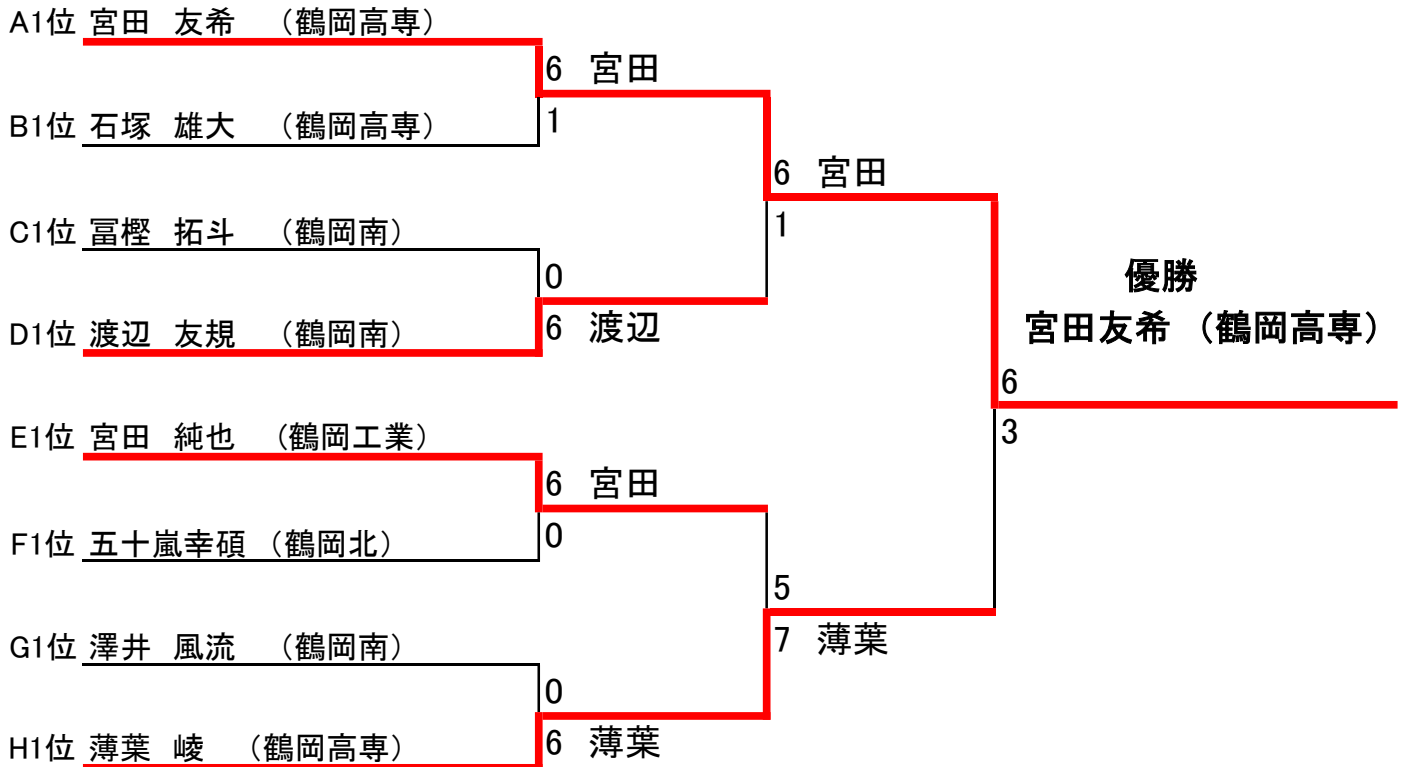 A1位 宮田　友希　（鶴岡高専）
6 宮田
B1位 石塚　雄大　（鶴岡高専）
1
6 宮田
C1位 冨樫　拓斗　（鶴岡南）
1
0
優勝
宮田友希 （鶴岡高専）
D1位 渡辺　友規　（鶴岡南）
6 渡辺
6
E1位 宮田　純也　（鶴岡工業）
3
6 宮田
F1位 五十嵐幸碩 （鶴岡北）
0
5
G1位 澤井　風流　（鶴岡南）
7 薄葉
0
H1位 薄葉　崚　（鶴岡高専）
6 薄葉